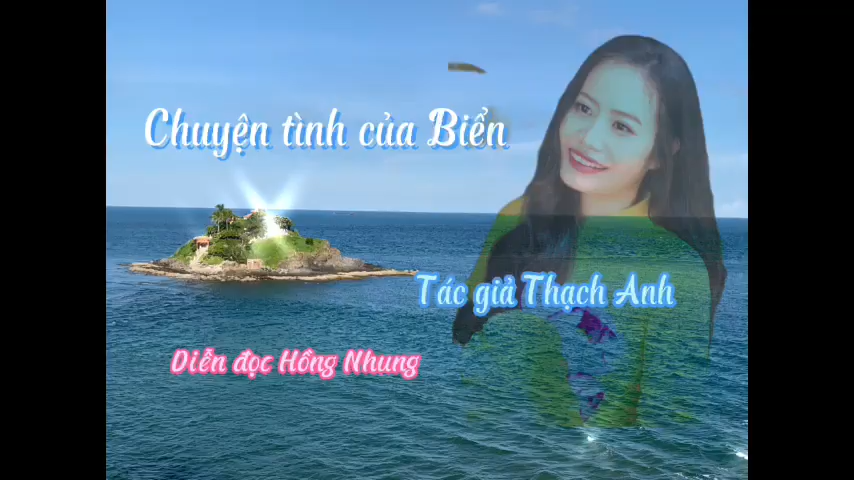 Chuyện tình của Biển
Tác giả Thạch Anh
Diễn đọc Hồng Nhung